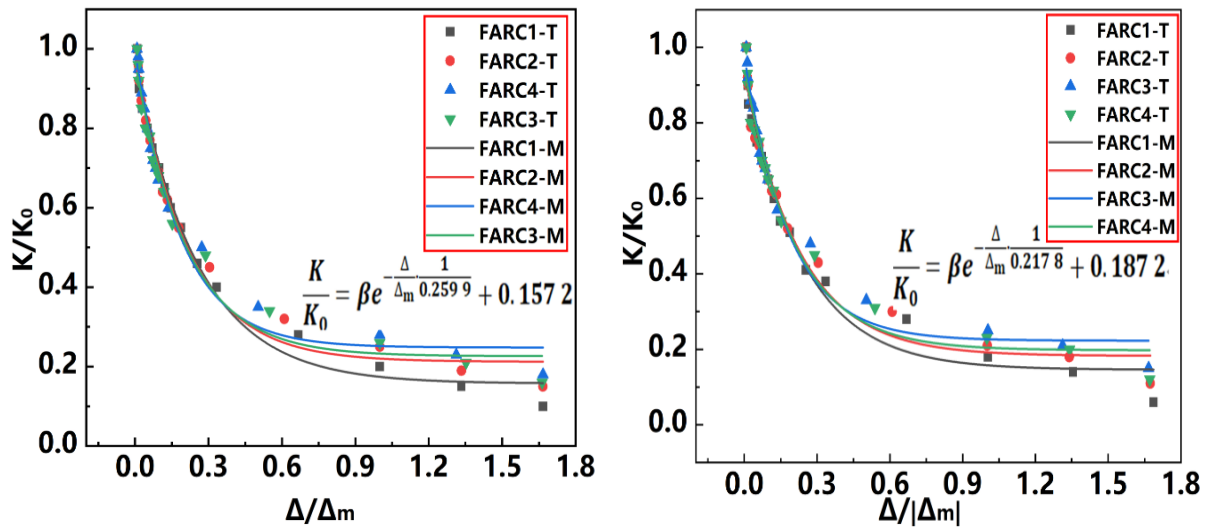 K/K₀
1.0
0.8
0.6
0.4
0.2
0.0
FARC1-T
FARC2-T
FARC4-T
FARC3-T
FARC1-M
FARC2-M
FARC4-M
FARC3-M
K/K₀ = βe^(-Δ/Δₘ·1/0.259 9) + 0.157 2
0.0 0.3 0.6 0.9 1.2 1.5 1.8
Δ/Δm
K/K₀
1.0
0.8
0.6
0.4
0.2
0.0
FARC1-T
FARC2-T
FARC3-T
FARC4-T
FARC1-M
FARC2-M
FARC3-M
FARC4-M
K/K₀ = βe^(-Δ/Δₘ·1/0.217 8) + 0.187 2
0.0 0.3 0.6 0.9 1.2 1.5 1.8
Δ/|Δm|